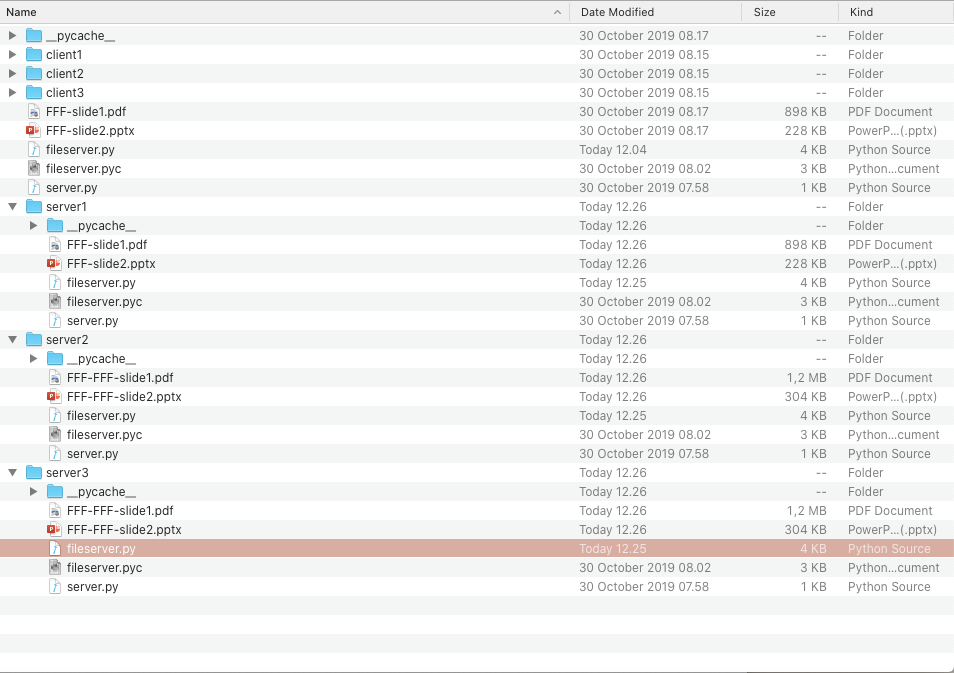 Name Date Modified Size Kind
__pycache__ 30 October 2019 08.17 -- Folder
client1 30 October 2019 08.15 -- Folder
client2 30 October 2019 08.15 -- Folder
client3 30 October 2019 08.15 -- Folder
FFF-slide1.pdf 30 October 2019 08.17 898 KB PDF Document
FFF-slide2.pptx 30 October 2019 08.17 228 KB PowerP...(.pptx)
fileserver.py Today 12.04 4 KB Python Source
fileserver.pyc 30 October 2019 08.02 3 KB Python...cument
server.py 30 October 2019 07.58 1 KB Python Source
server1 Today 12.26 -- Folder
__pycache__ Today 12.26 -- Folder
FFF-slide1.pdf Today 12.26 898 KB PDF Document
FFF-slide2.pptx Today 12.26 228 KB PowerP...(.pptx)
fileserver.py Today 12.25 4 KB Python Source
fileserver.pyc 30 October 2019 08.02 3 KB Python...cument
server.py 30 October 2019 07.58 1 KB Python Source
server2 Today 12.26 -- Folder
__pycache__ Today 12.26 -- Folder
FFF-FFF-slide1.pdf Today 12.26 1,2 MB PDF Document
FFF-FFF-slide2.pptx Today 12.26 304 KB PowerP...(.pptx)
fileserver.py Today 12.25 4 KB Python Source
fileserver.pyc 30 October 2019 08.02 3 KB Python...cument
server.py 30 October 2019 07.58 1 KB Python Source
server3 Today 12.26 -- Folder
__pycache__ Today 12.26 -- Folder
FFF-FFF-slide1.pdf Today 12.26 1,2 MB PDF Document
FFF-FFF-slide2.pptx Today 12.26 304 KB PowerP...(.pptx)
fileserver.py Today 12.25 4 KB Python Source
fileserver.pyc 30 October 2019 08.02 3 KB Python...cument
server.py 30 October 2019 07.58 1 KB Python Source